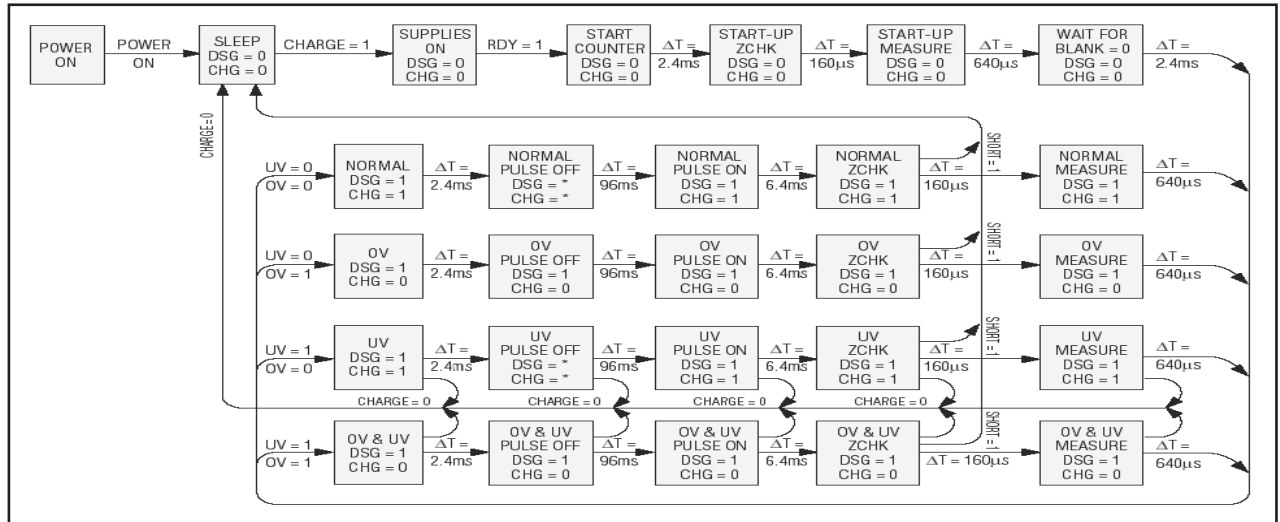 POWER
ON
POWER
ON
SLEEP
DSG = 0
CHG = 0
CHARGE = 1
SUPPLIES
ON
DSG = 0
CHG = 0
RDY = 1
START
COUNTER
DSG = 0
CHG = 0
ΔT =
2.4ms
START-UP
ZCHK
DSG = 0
CHG = 0
ΔT =
160µs
START-UP
MEASURE
DSG = 0
CHG = 0
ΔT =
640µs
WAIT FOR
BLANK = 0
DSG = 0
CHG = 0
ΔT =
2.4ms
CHARGE=0
UV = 0
OV = 0
NORMAL
DSG = 1
CHG = 1
ΔT =
2.4ms
NORMAL
PULSE OFF
DSG = *
CHG = *
ΔT =
96ms
NORMAL
PULSE ON
DSG = 1
CHG = 1
ΔT =
6.4ms
NORMAL
ZCHK
DSG = 1
CHG = 1
ΔT =
160µs
SHORT = 1
NORMAL
MEASURE
DSG = 1
CHG = 1
ΔT =
640µs
UV = 0
OV = 1
OV
DSG = 1
CHG = 0
ΔT =
2.4ms
OV
PULSE OFF
DSG = 1
CHG = 0
ΔT =
96ms
OV
PULSE ON
DSG = 1
CHG = 0
ΔT =
6.4ms
OV
ZCHK
DSG = 1
CHG = 0
ΔT =
160µs
SHORT = 1
OV
MEASURE
DSG = 1
CHG = 0
ΔT =
640µs
UV = 1
OV = 0
UV
DSG = 1
CHG = 1
ΔT =
2.4ms
UV
PULSE OFF
DSG = *
CHG = *
ΔT =
96ms
UV
PULSE ON
DSG = 1
CHG = 1
ΔT =
6.4ms
UV
ZCHK
DSG = 1
CHG = 1
ΔT =
160µs
SHORT = 1
UV
MEASURE
DSG = 1
CHG = 1
ΔT =
640µs
CHARGE = 0
CHARGE = 0
CHARGE = 0
CHARGE = 0
UV = 1
OV = 1
OV & UV
DSG = 1
CHG = 0
ΔT =
2.4ms
OV & UV
PULSE OFF
DSG = 1
CHG = 0
ΔT =
96ms
OV & UV
PULSE ON
DSG = 1
CHG = 0
ΔT =
6.4ms
OV & UV
ZCHK
DSG = 1
CHG = 0
SHORT = 1
ΔT = 160µs
OV & UV
MEASURE
DSG = 1
CHG = 0
ΔT =
640µs